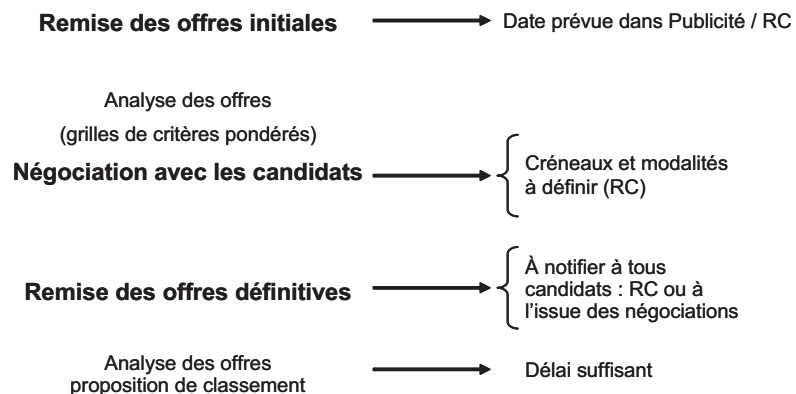 Remise des offres initiales
Date prévue dans Publicité / RC
Analyse des offres
(grilles de critères pondérés)
Négociation avec les candidats
Créneaux et modalités
à définir (RC)
Remise des offres définitives
À notifier à tous
candidats : RC ou à
l’issue des négociations
Analyse des offres
proposition de classement
Délai suffisant